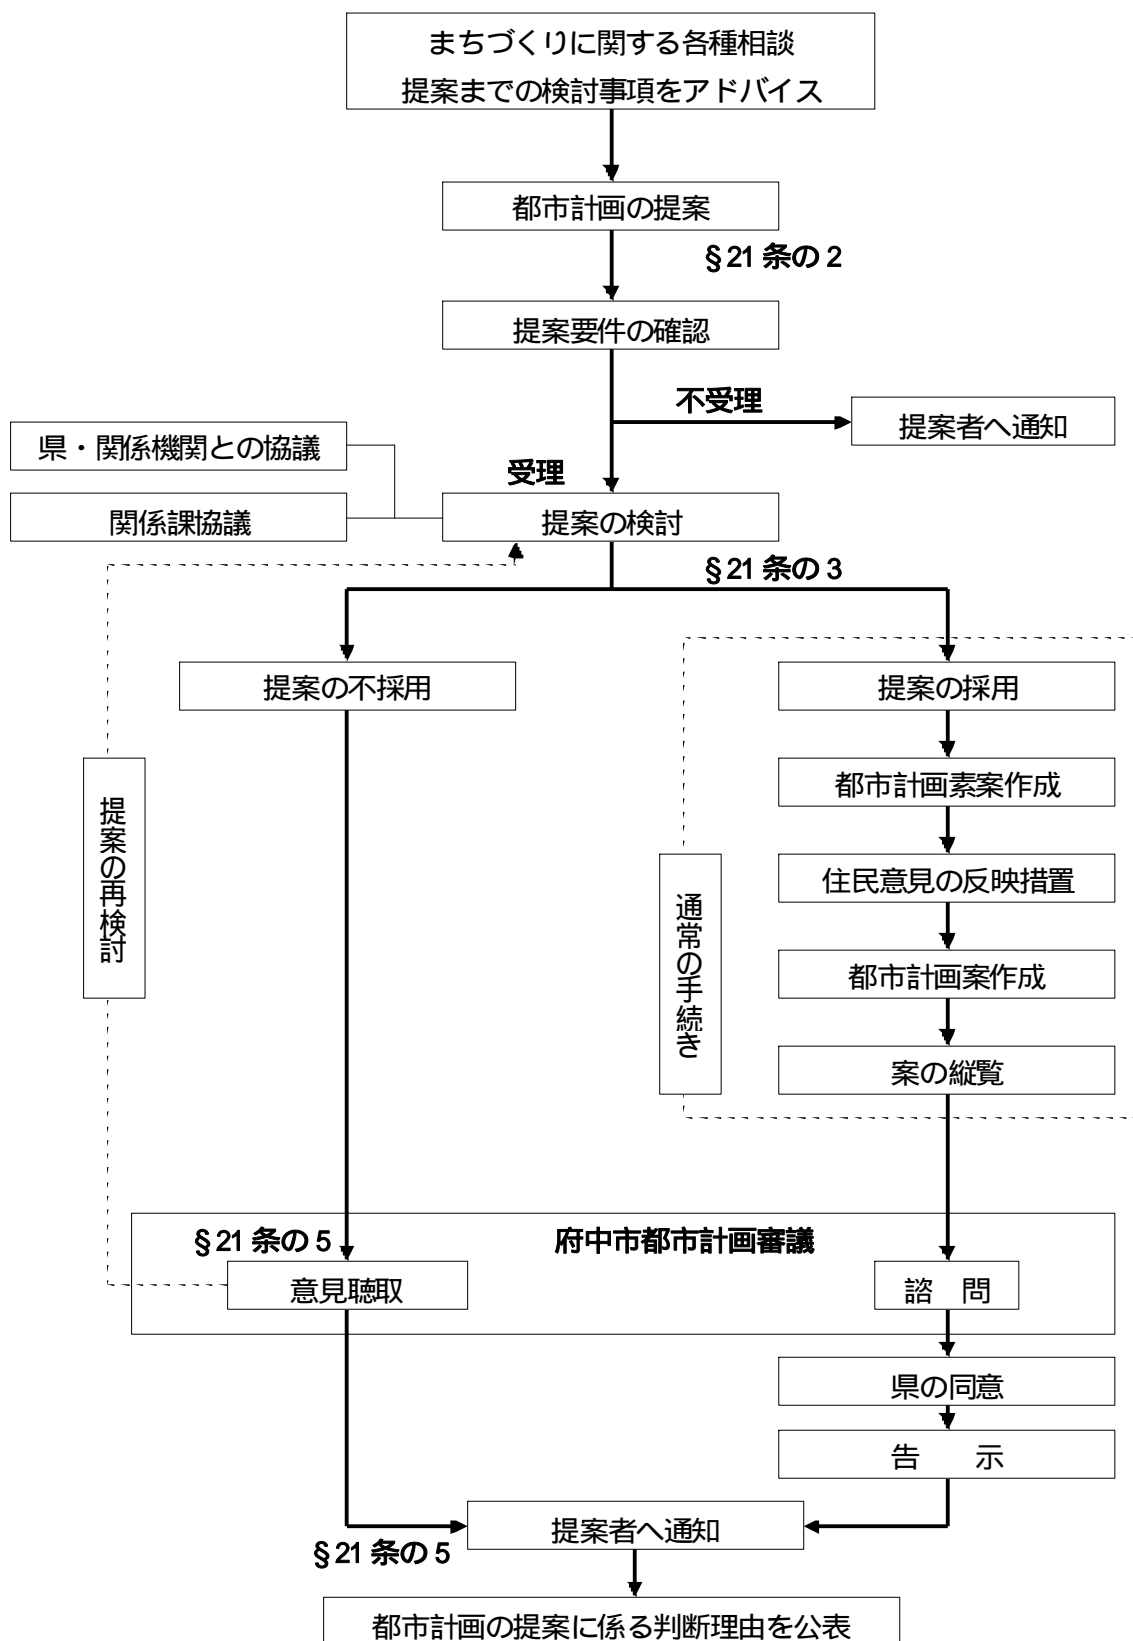 まちづくりに関する各種相談
提案までの検討事項をアドバイス
都市計画の提案
§21 条の 2
提案要件の確認
不受理
提案者へ通知
県・関係機関との協議
受理
関係課協議
提案の検討
§21 条の 3
提案の不採用
提案の採用
都市計画素案作成
提案の再検討
住民意見の反映措置
通常の手続き
都市計画案作成
案の縦覧
§21 条の 5
府中市都市計画審議
意見聴取
諮 問
県の同意
告 示
提案者へ通知
§21 条の 5
都市計画の提案に係る判断理由を公表